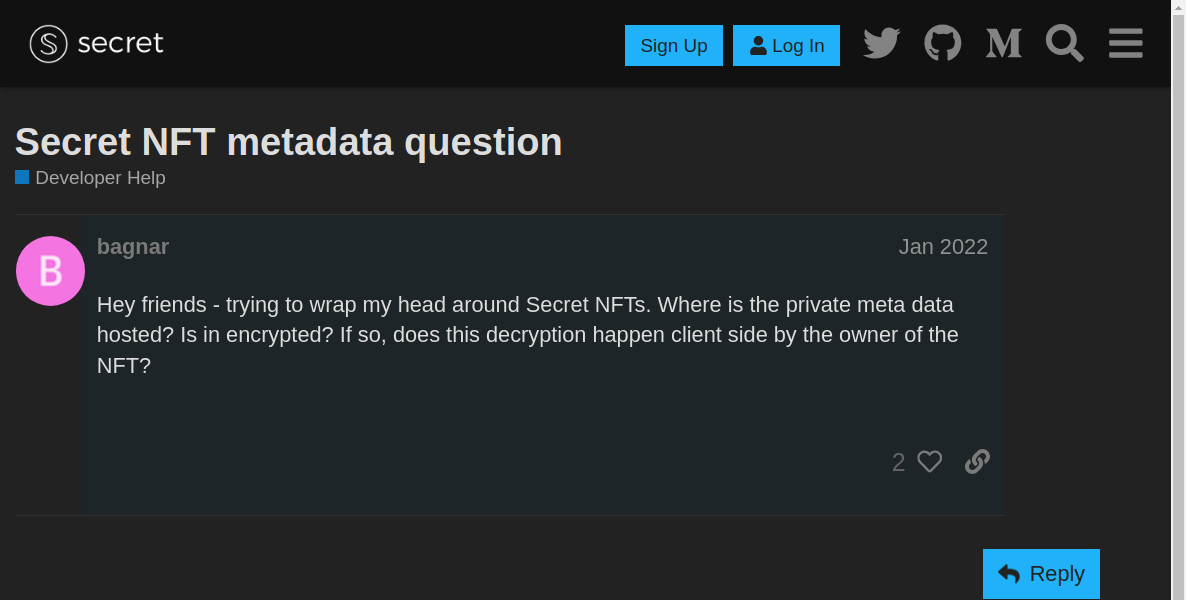 secret
Sign Up
Log In
Secret NFT metadata question
Developer Help
B
bagnar
Jan 2022
Hey friends - trying to wrap my head around Secret NFTs. Where is the private meta data
hosted? Is in encrypted? If so, does this decryption happen client side by the owner of the
NFT?
2
Reply